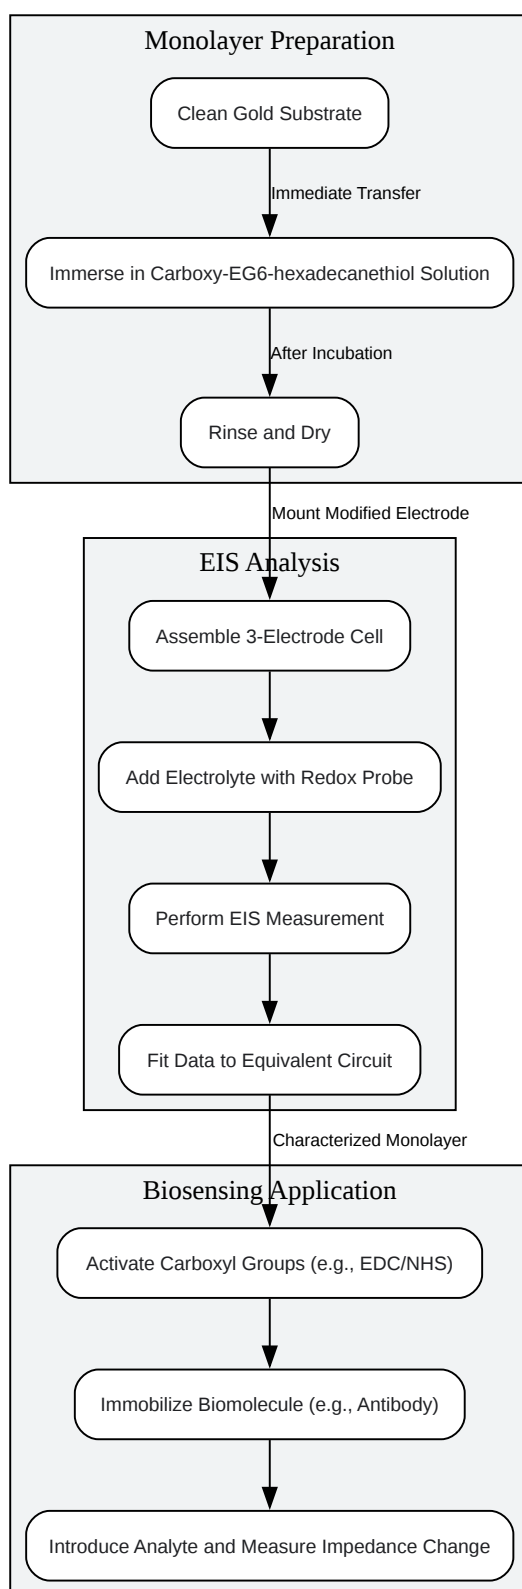 Monolayer Preparation
Clean Gold Substrate
Immediate Transfer
Immerse in Carboxy-EG6-hexadecanethiol Solution
After Incubation
Rinse and Dry
Mount Modified Electrode
EIS Analysis
Assemble 3-Electrode Cell
Add Electrolyte with Redox Probe
Perform EIS Measurement
Fit Data to Equivalent Circuit
Characterized Monolayer
Biosensing Application
Activate Carboxyl Groups (e.g., EDC/NHS)
Immobilize Biomolecule (e.g., Antibody)
Introduce Analyte and Measure Impedance Change